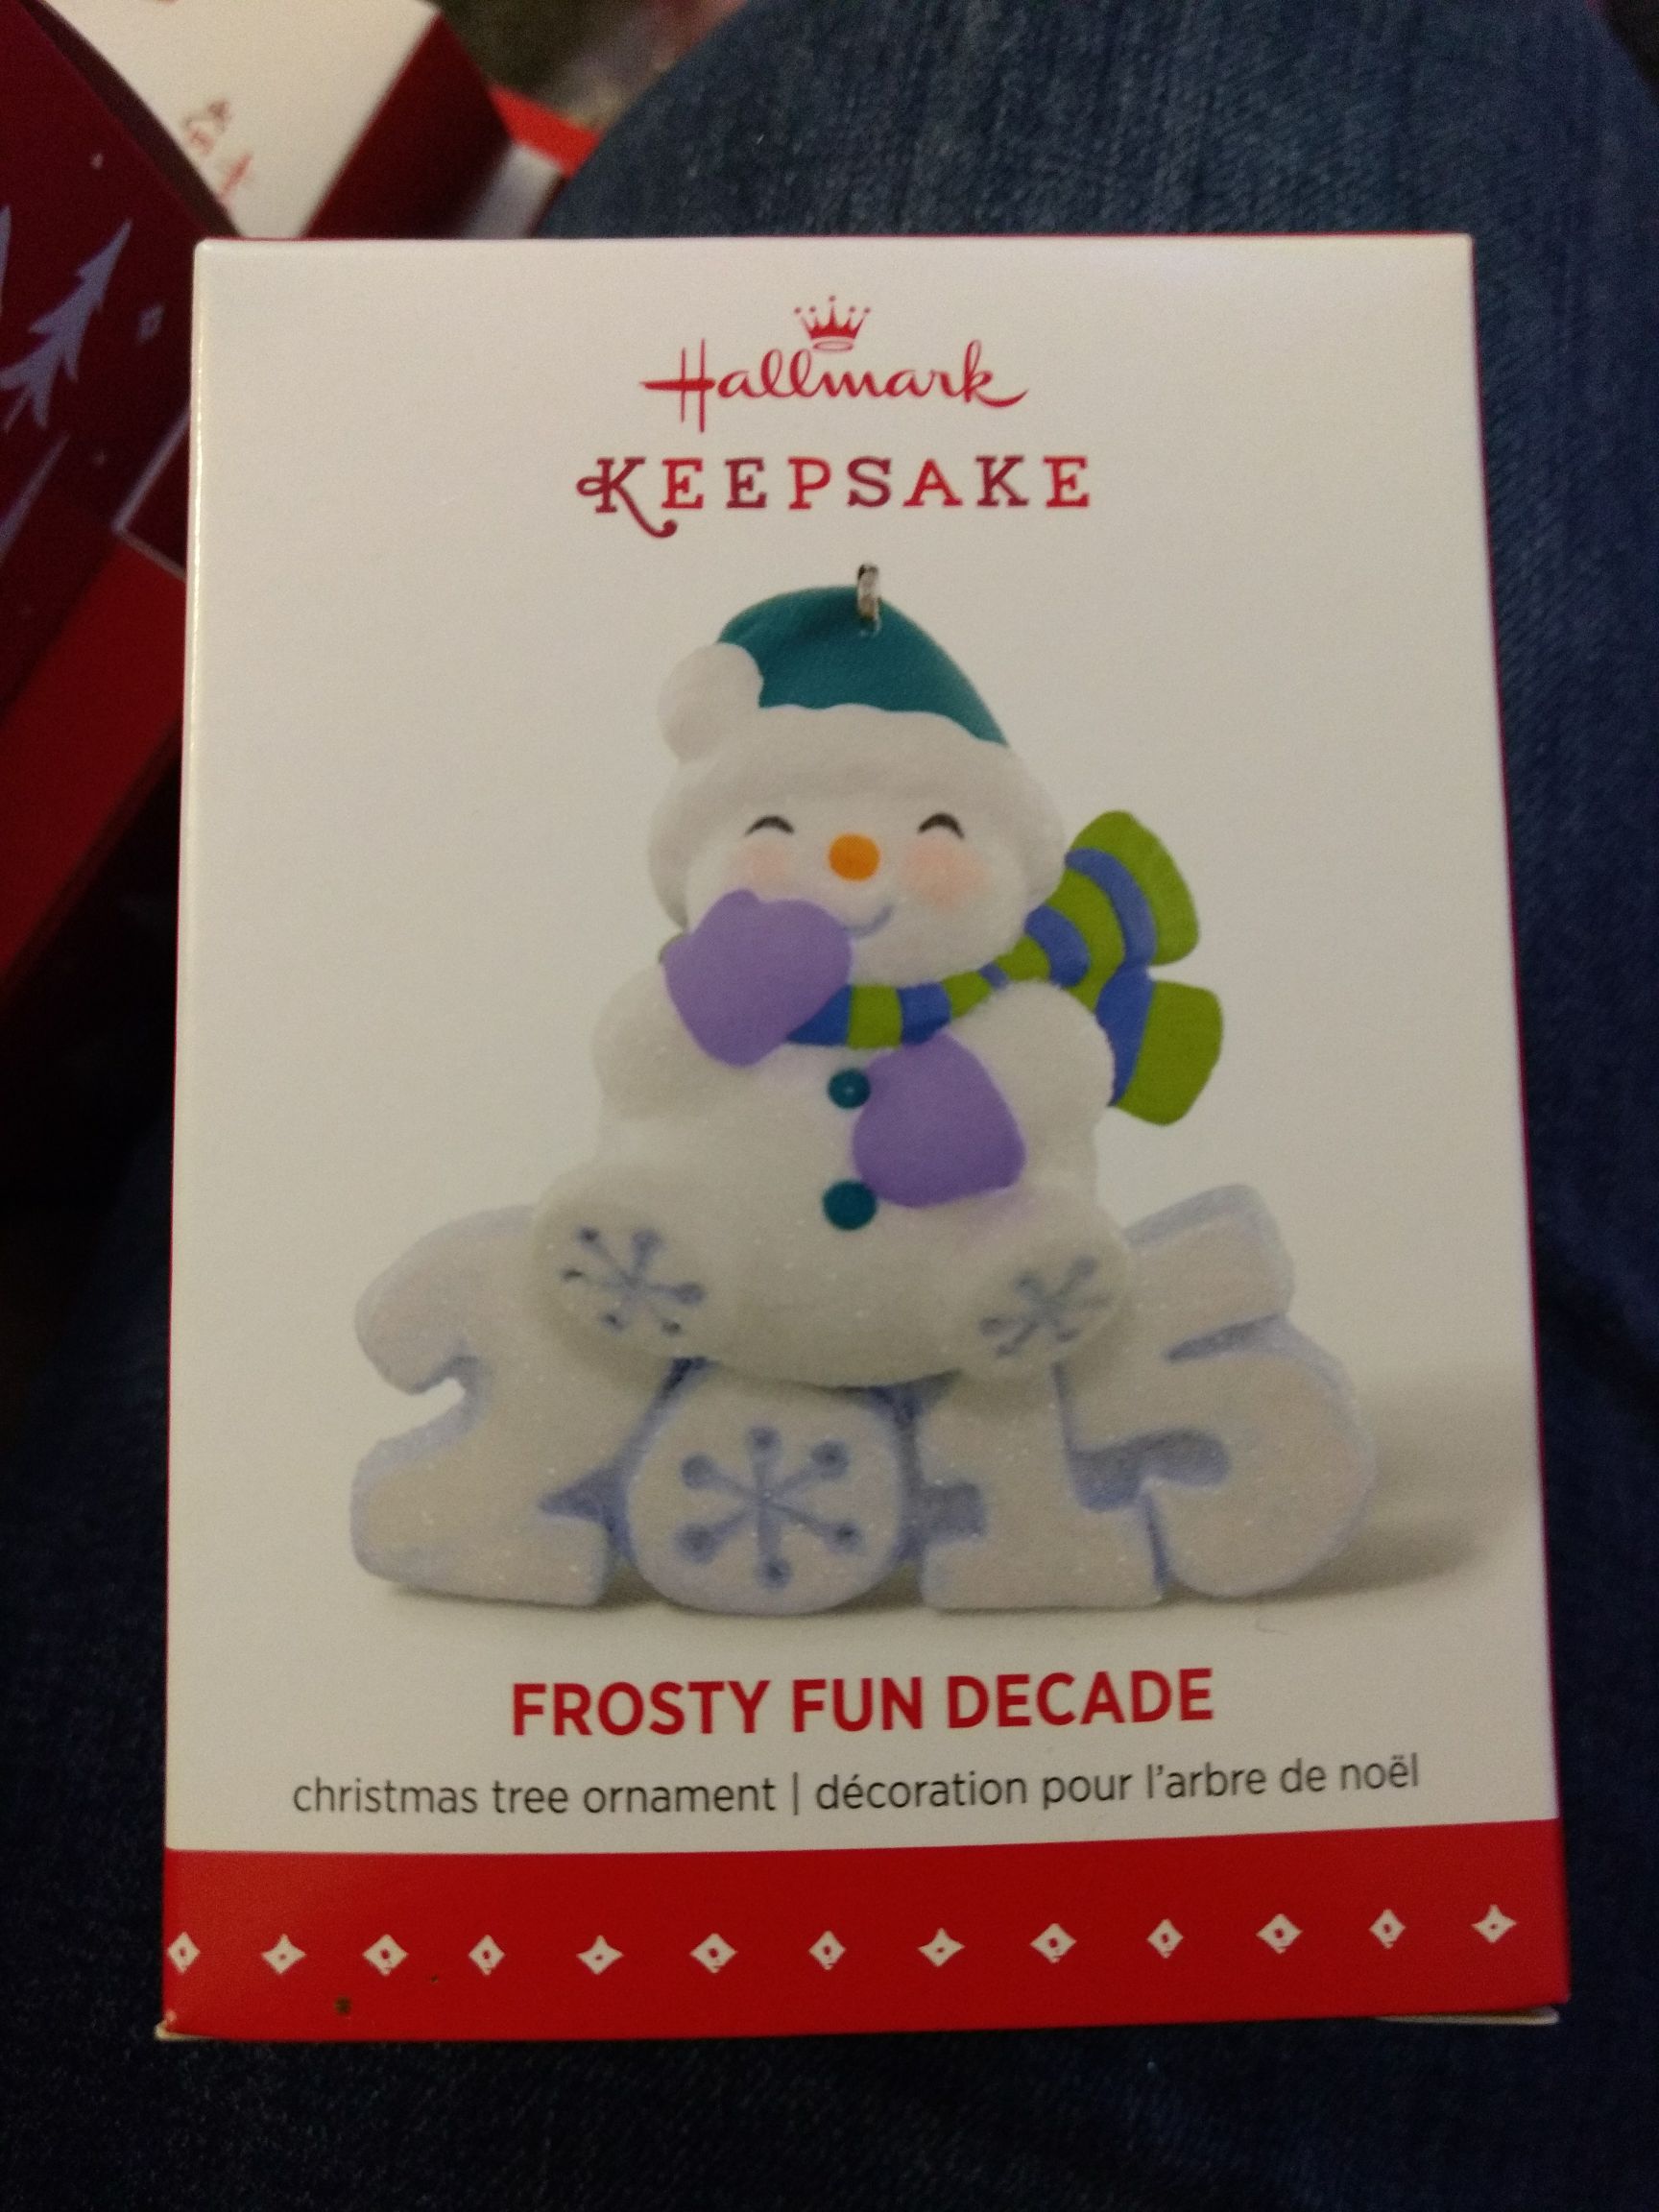 Hallmark
KEEPSAKE
2015
FROSTY FUN DECADE
christmas tree ornament | décoration pour l'arbre de noël